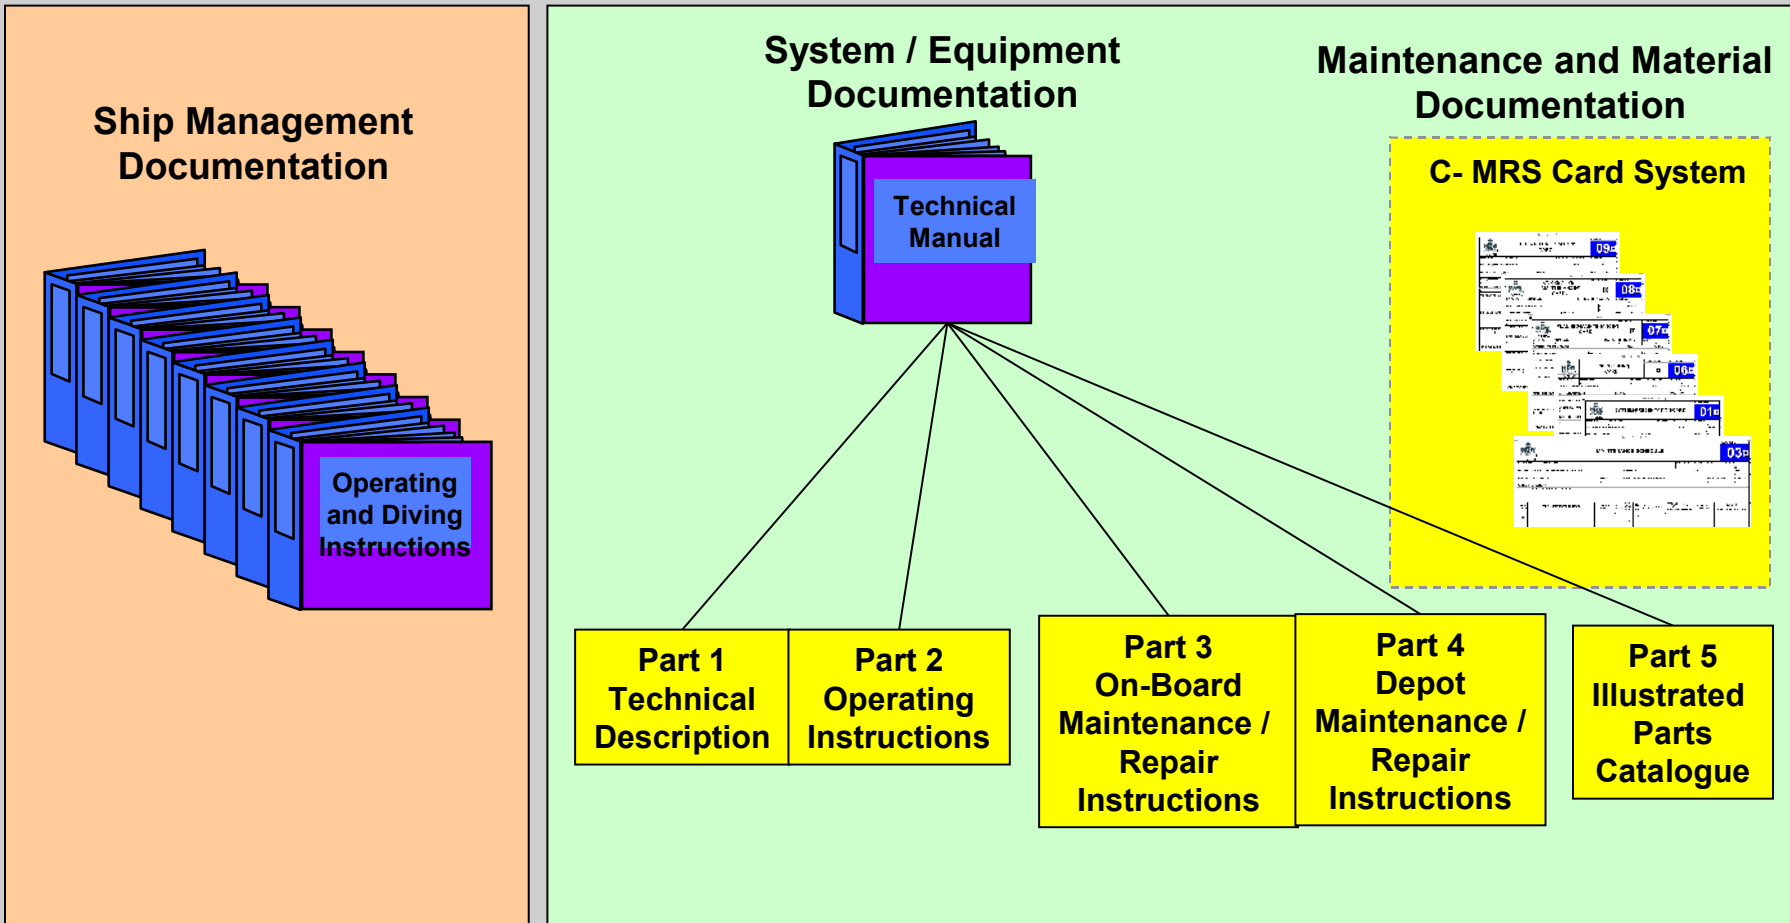 Ship Management
Documentation
Operating
and Diving
Instructions
System / Equipment
Documentation
Technical
Manual
Maintenance and Material
Documentation
C- MRS Card System
09
08
07
06
01
03
MAINTENANCE SCHEDULE
Part 1
Technical
Description
Part 2
Operating
Instructions
Part 3
On-Board
Maintenance /
Repair
Instructions
Part 4
Depot
Maintenance /
Repair
Instructions
Part 5
Illustrated
Parts
Catalogue